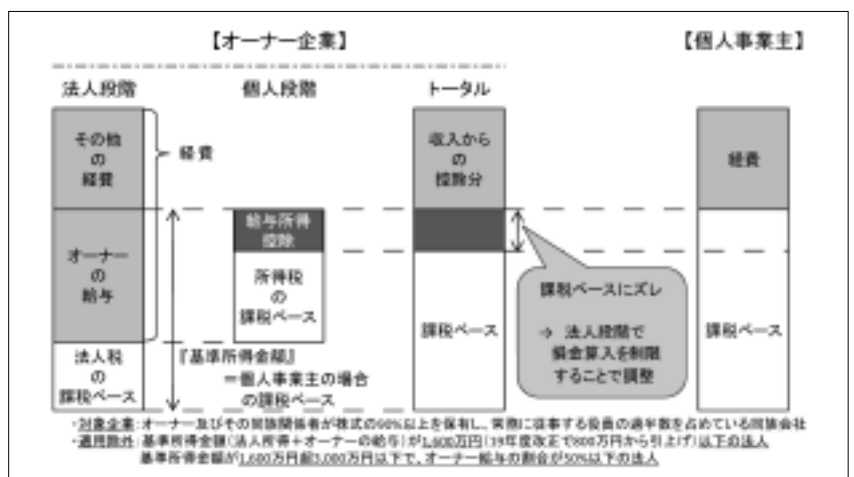 【オーナー企業】
【個人事業主】
法人段階
個人段階
トータル
その他
の
経費
経費
オーナー
の
給与
法人税
の
課税ベース
給与所得
控除
所得税
の
課税ベース
『基準所得金額』
＝個人事業主の場合
の課税ベース
収入から
の
控除分
課税ベース
課税ベースにズレ
→ 法人段階で
損金算入を制限
することで調整
経費
課税ベース
・対象企業：オーナー及びその同族関係者が株式の90%以上を保有し、常務に従事する役員の過半数を占めている同族会社
・適用除外：基準所得金額（法人所得＋オーナーの給与）が1,600万円（19年度改正で800万円から引上げ）以下の法人
基準所得金額が1,600万円超3,000万円以下で、オーナー給与の割合が50%以下の法人